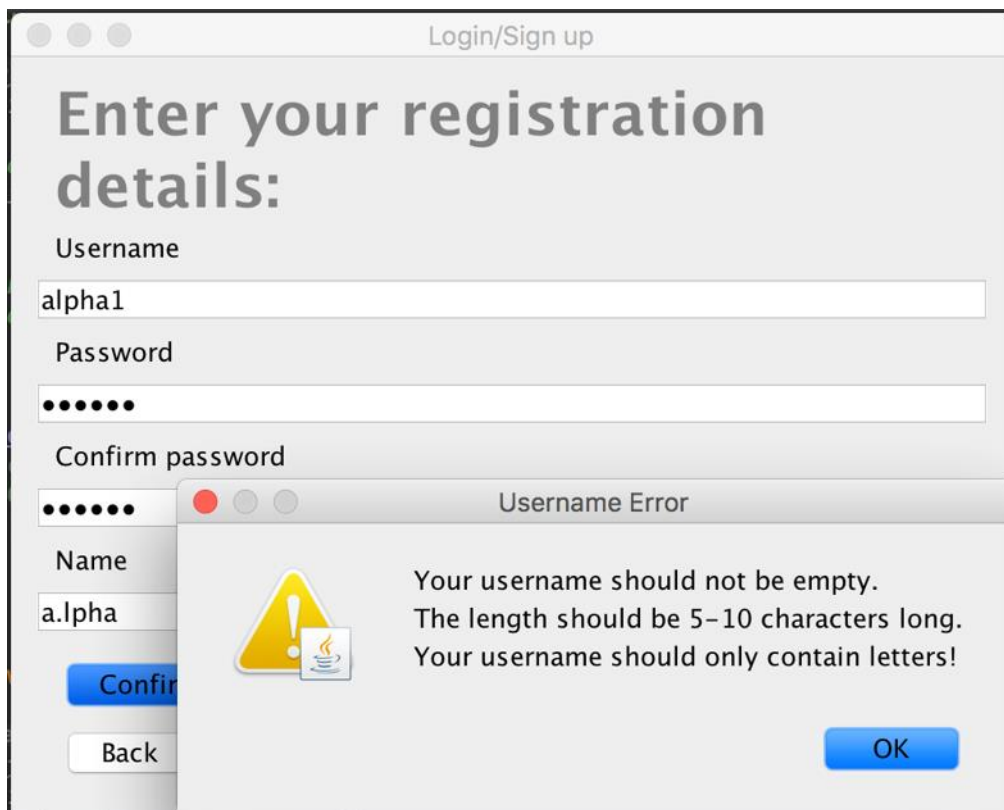 Login/Sign up
Enter your registration
details:
Username
alpha1
Password
••••••
Confirm password
••••••
Name
a.lpha
Back
Username Error
Your username should not be empty.
The length should be 5-10 characters long.
Your username should only contain letters!
OK